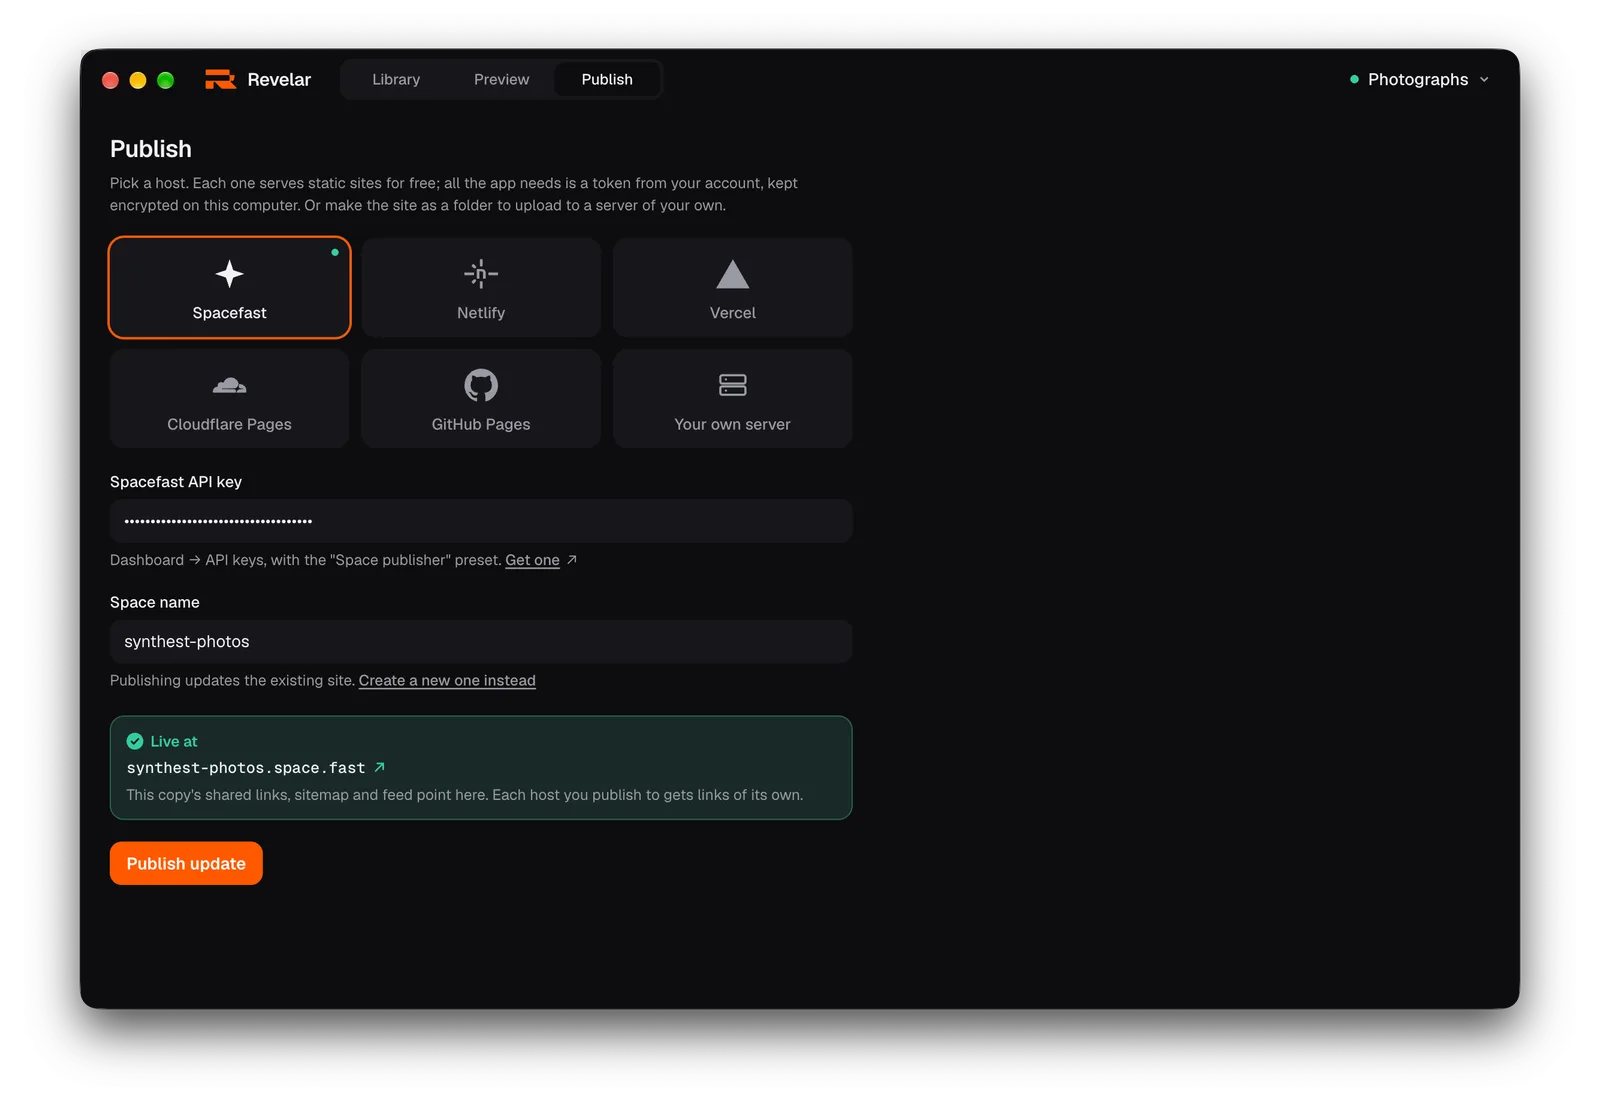 Revelar
Library
Preview
Publish
Photographs
Publish
Pick a host. Each one serves static sites for free; all the app needs is a token from your account, kept
encrypted on this computer. Or make the site as a folder to upload to a server of your own.
Spacefast
Netlify
Vercel
Cloudflare Pages
GitHub Pages
Your own server
Spacefast API key
••••••••••••••••••••••••••••••••••••
Dashboard → API keys, with the "Space publisher" preset. Get one ↗
Space name
synthest-photos
Publishing updates the existing site. Create a new one instead
Live at
synthest-photos.space.fast ↗
This copy's shared links, sitemap and feed point here. Each host you publish to gets links of its own.
Publish update